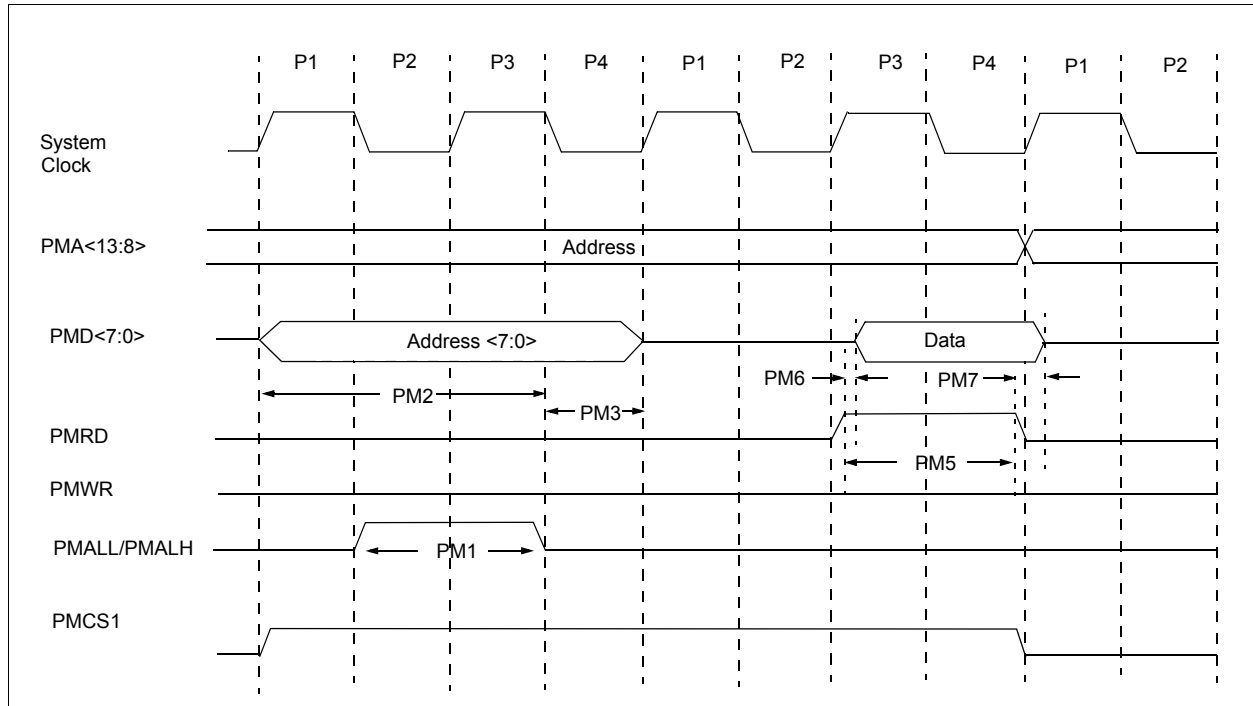 P1 P2 P3 P4 P1 P2 P3 P4 P1 P2
System
Clock
PMA<13:8>
Address
PMD<7:0>
Address <7:0>
Data
PM6
PM7
PM2
PM3
PMRD
PM5
PMWR
PMALL/PMALH
PM1
PMCS1